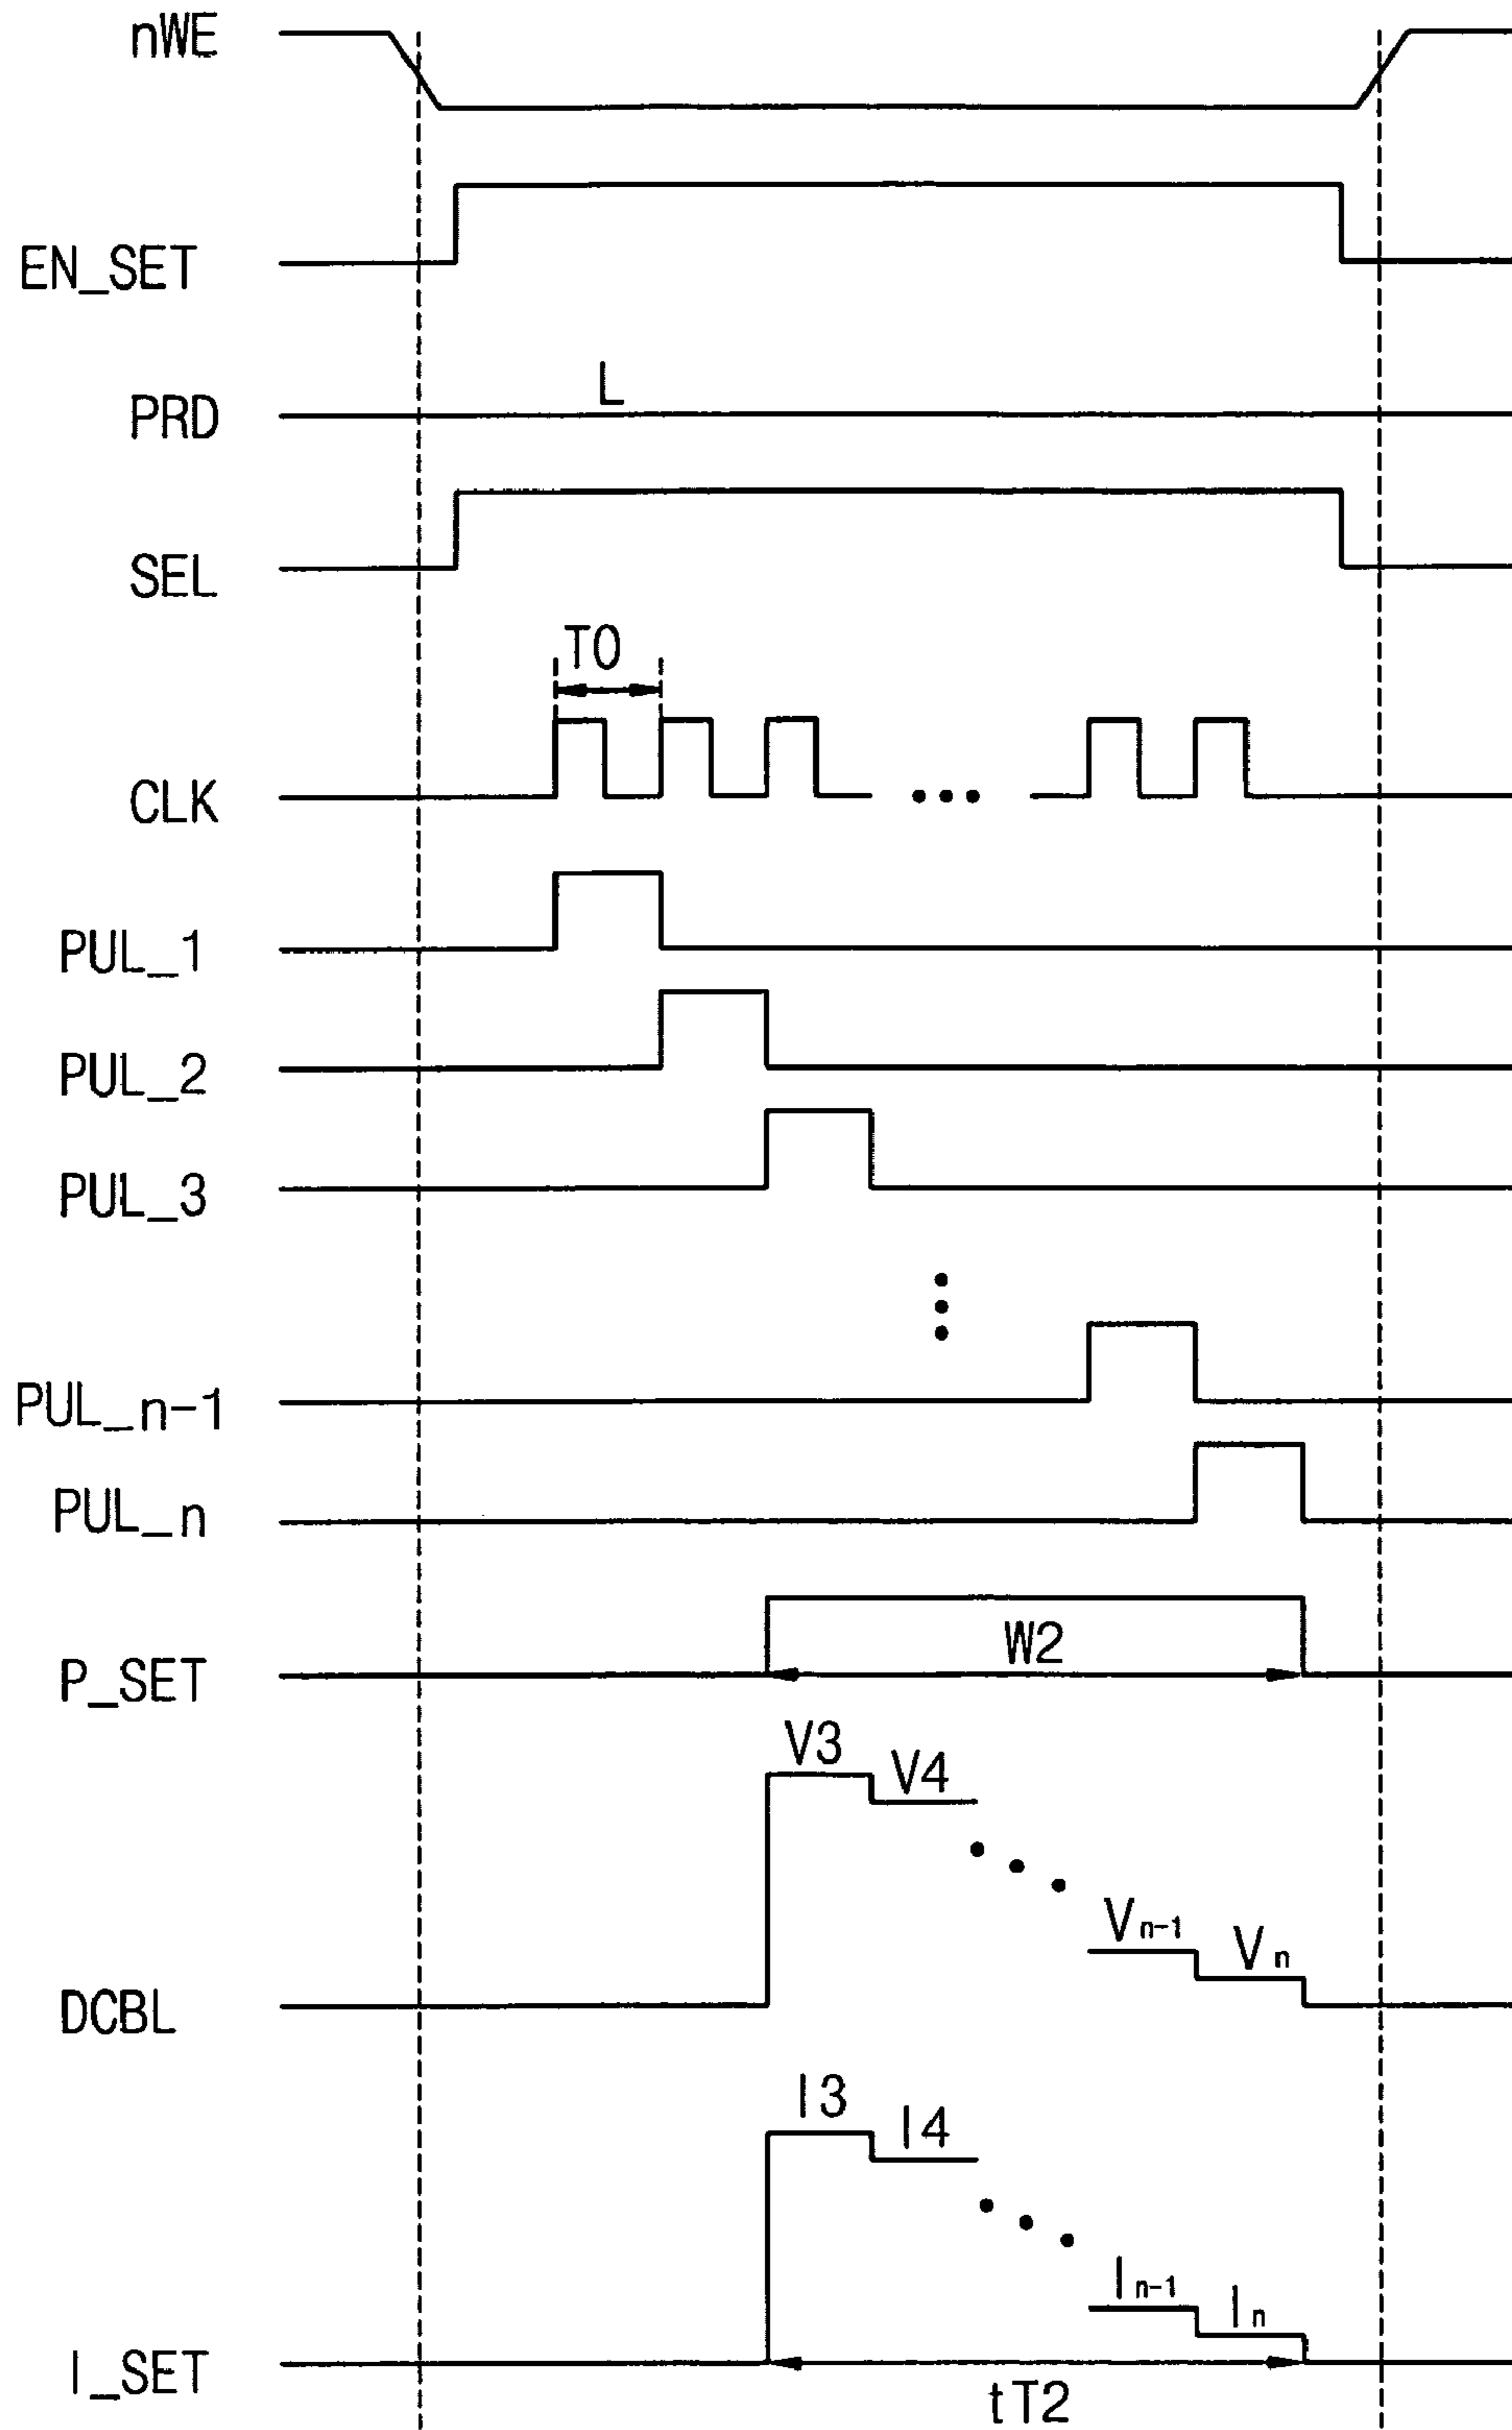 nWE
EN_SET
L
PRD
SEL
T0
CLK
PUL_1
PUL_2
PUL_3
PUL_n-1
PUL_n
W2
P_SET
V3
V4
Vn-1
Vn
DCBL
I3
I4
In-1
In
I_SET
tT2